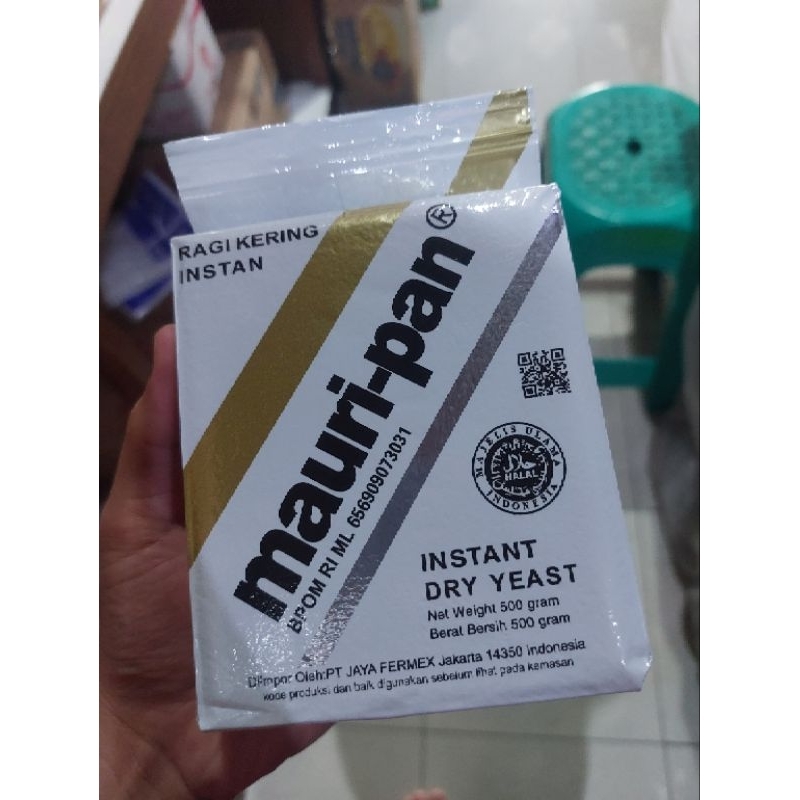 RAGI KERING
INSTAN
mauri-pan®
BPOM RI ML 656909073031
MAJELIS ULAMA
حلال
HALAL
INDONESIA
INSTANT
DRY YEAST
Net Weight 500 gram
Berat Bersih 500 gram
Diimpor Oleh:PT JAYA FERMEX Jakarta 14350 Indonesia
kode produksi dan baik digunakan sebelum lihat pada kemasan